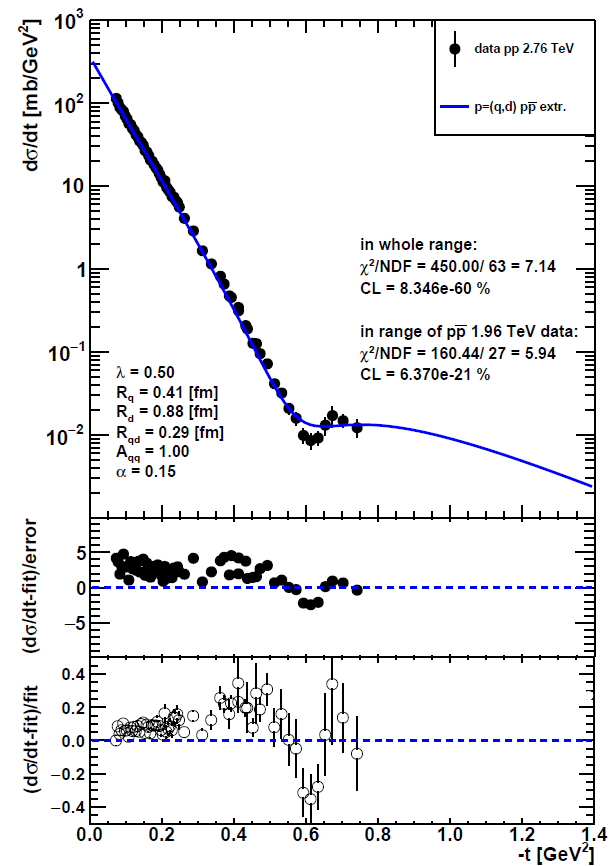 dσ/dt [mb/GeV²]
10³
10²
10
1
10⁻¹
10⁻²
data pp 2.76 TeV
p=(q,d) pp̅ extr.
in whole range:
χ²/NDF = 450.00/ 63 = 7.14
CL = 8.346e-60 %
in range of pp̅ 1.96 TeV data:
χ²/NDF = 160.44/ 27 = 5.94
CL = 6.370e-21 %
λ = 0.50
R_q = 0.41 [fm]
R_d = 0.88 [fm]
R_qd = 0.29 [fm]
A_qq = 1.00
α = 0.15
(dσ/dt-fit)/error
5
0
−5
(dσ/dt-fit)/fit
0.4
0.2
0.0
−0.2
−0.4
0.0 0.2 0.4 0.6 0.8 1.0 1.2 1.4
-t [GeV²]